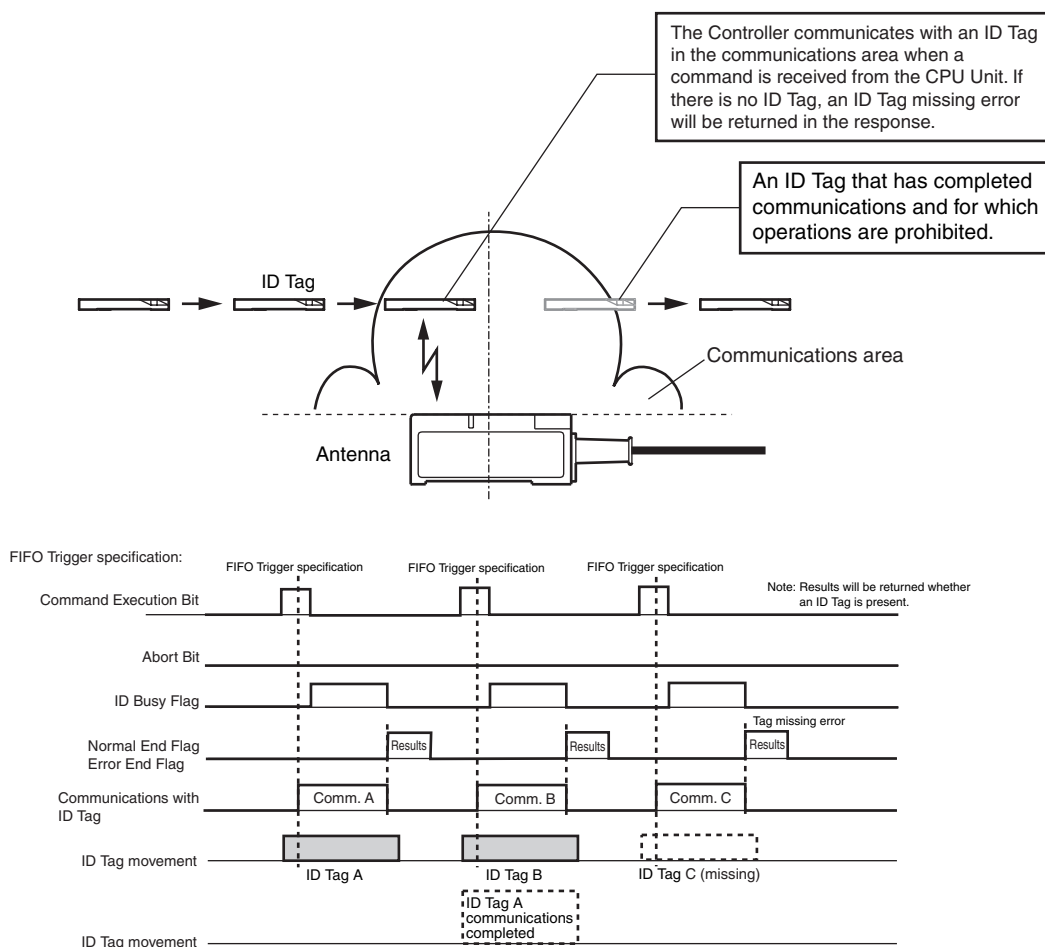 The Controller communicates with an ID Tag
in the communications area when a
command is received from the CPU Unit. If
there is no ID Tag, an ID Tag missing error
will be returned in the response.
An ID Tag that has completed
communications and for which
operations are prohibited.
ID Tag
Communications area
Antenna
FIFO Trigger specification:
FIFO Trigger specification
FIFO Trigger specification
FIFO Trigger specification
Note: Results will be returned whether
an ID Tag is present.
Command Execution Bit
Abort Bit
ID Busy Flag
Tag missing error
Normal End Flag
Error End Flag
Results
Results
Results
Communications with
ID Tag
Comm. A
Comm. B
Comm. C
ID Tag movement
ID Tag A
ID Tag B
ID Tag C (missing)
ID Tag A
communications
completed
ID Tag movement